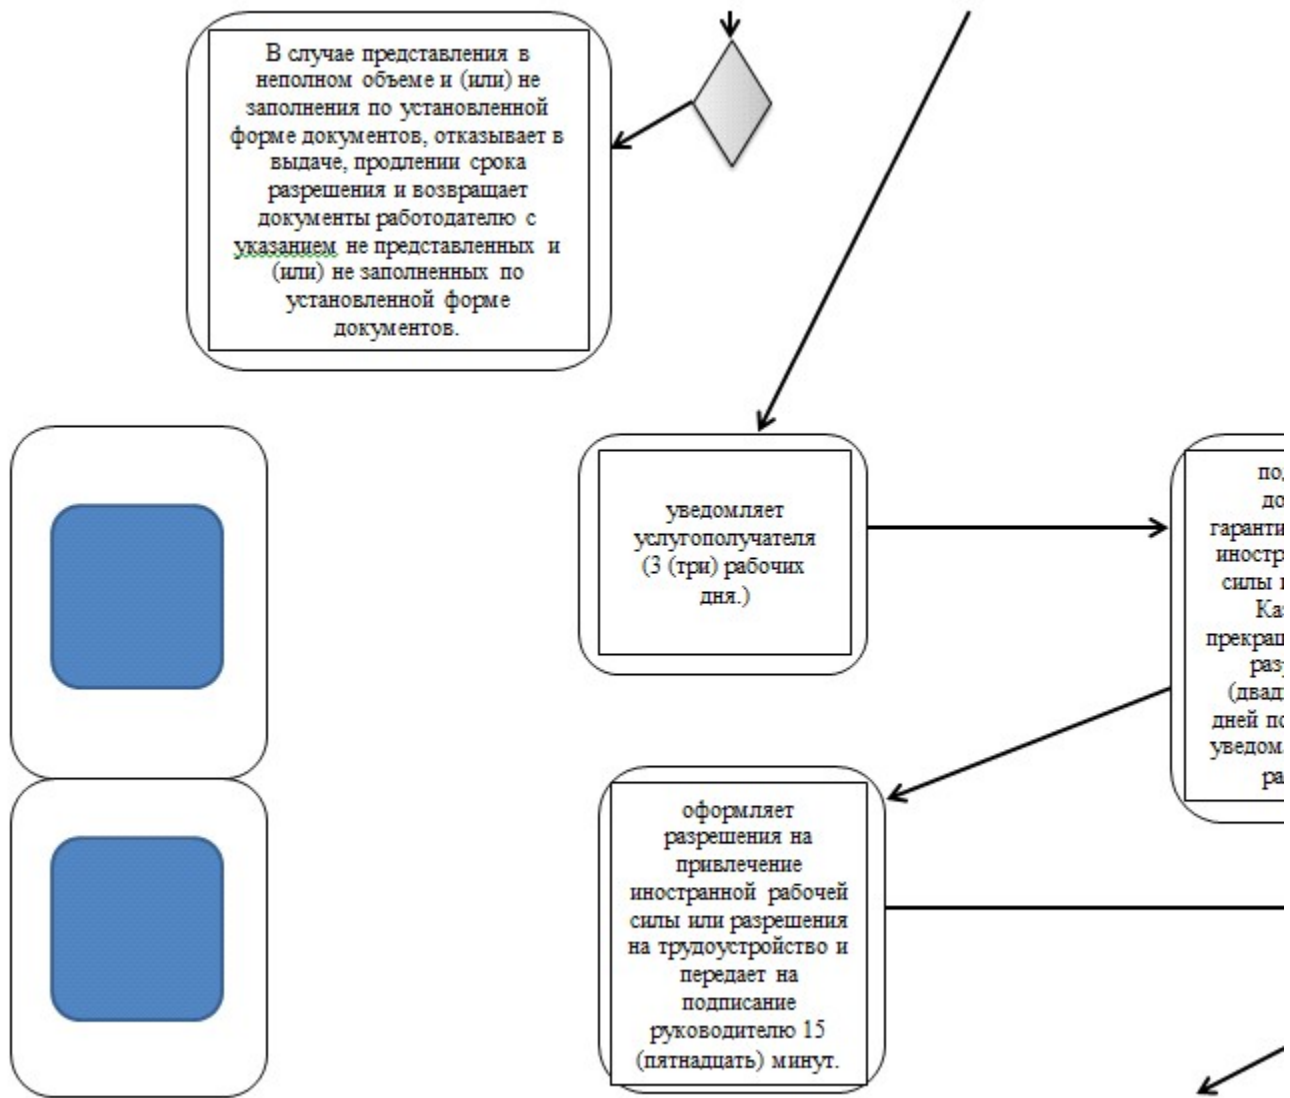 В случае представления в
неполном объеме и (или) не
заполнения по установленной
форме документов, отказывает в
выдаче, продлении срока
разрешения и возвращает
документы работодателю с
указанием не представленных и
(или) не заполненных по
установленной форме
документов.
уведомляет
услугополучателя
(3 (три) рабочих
дня.)
дней
оформляет
разрешения на
привлечение
иностранной рабочей
силы или разрешения
на трудоустройство и
передает на
подписание
руководителю 15
(пятнадцать) минут.